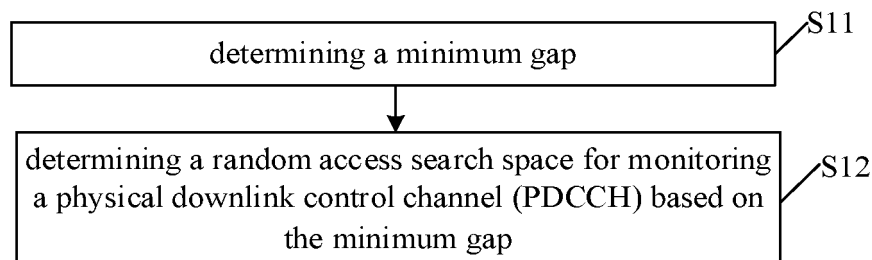 S11
determining a minimum gap
determining a random access search space for monitoring
a physical downlink control channel (PDCCH) based on
the minimum gap
S12